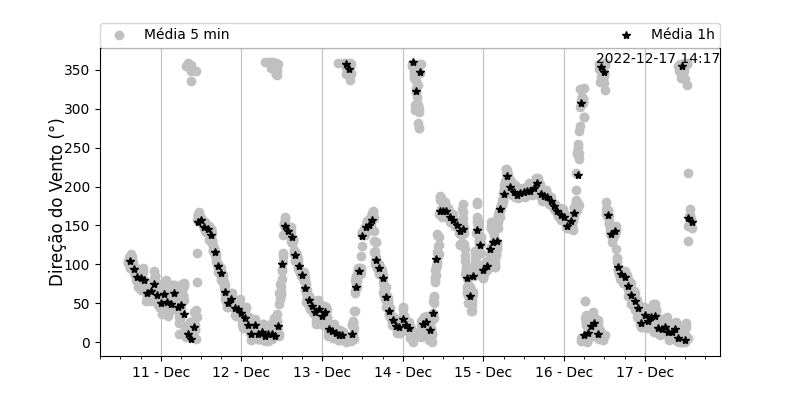 Média 5 min
Média 1h
2022-12-17 14:17
Direção do Vento (°)
350
300
250
200
150
100
50
0
11 - Dec
12 - Dec
13 - Dec
14 - Dec
15 - Dec
16 - Dec
17 - Dec